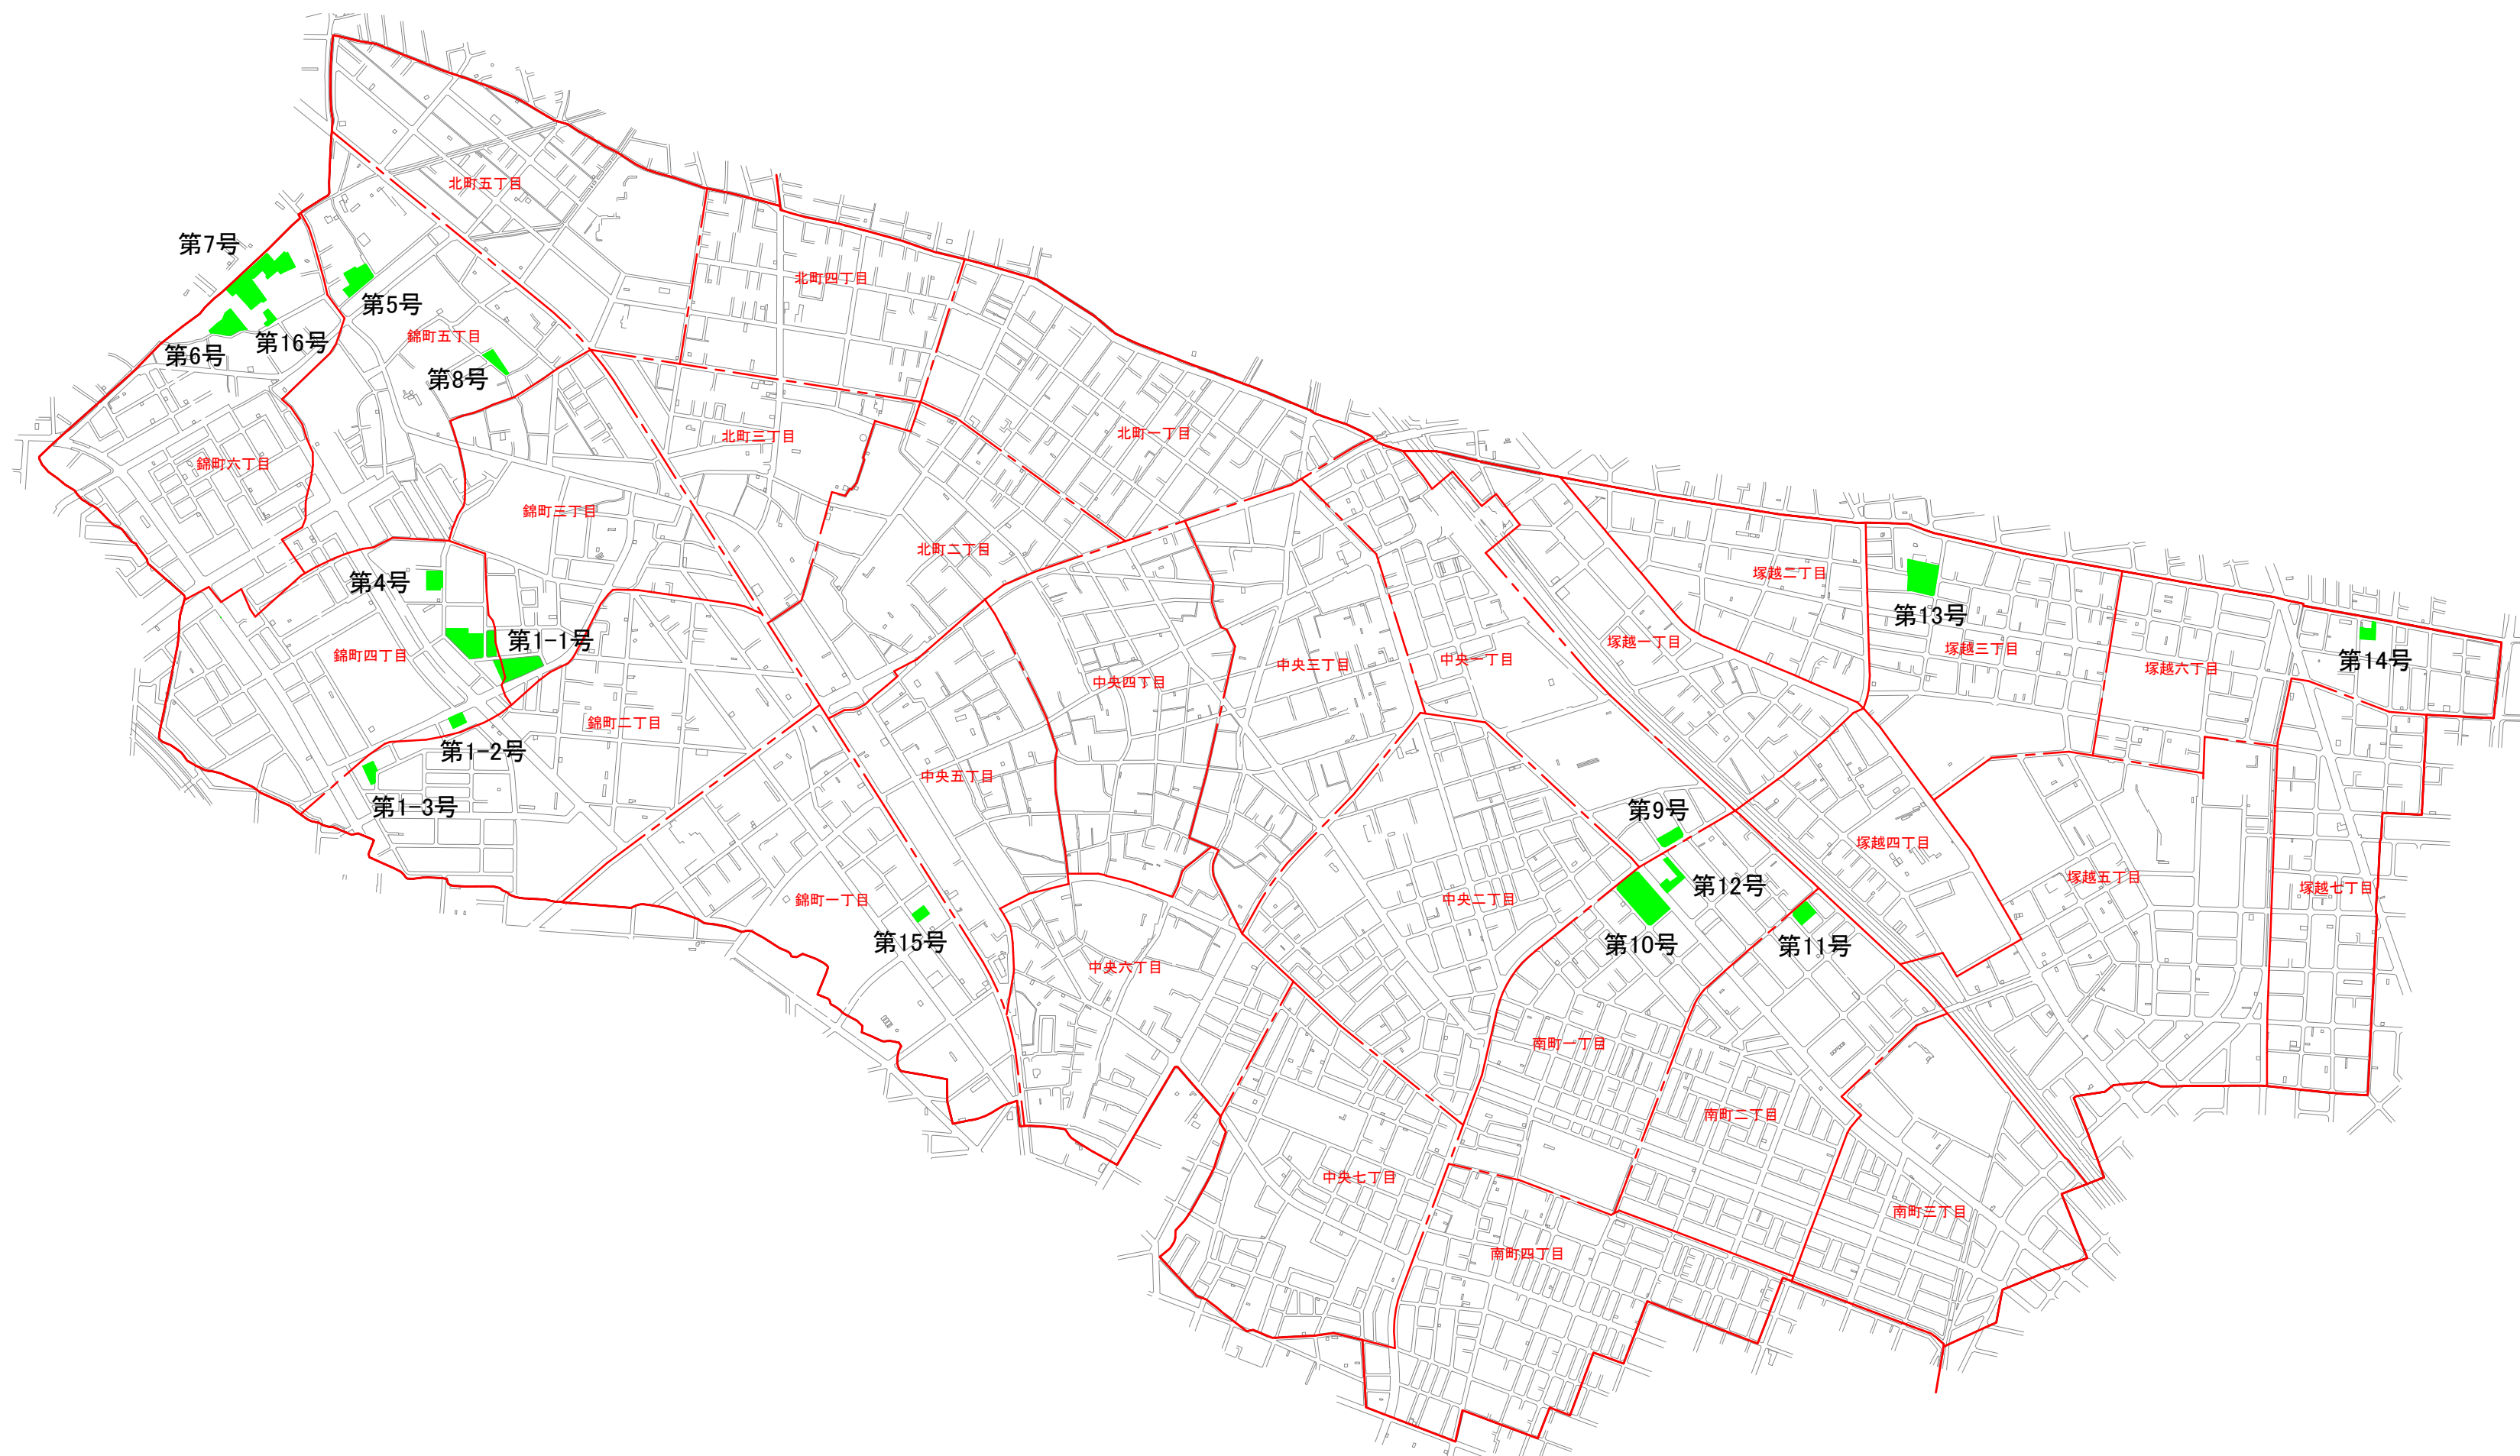 北町五丁目
第7号
北町四丁目
第5号
錦町五丁目
第16号
第6号
第8号
北町三丁目
北町一丁目
錦町六丁目
錦町三丁目
北町二丁目
塚越二丁目
第4号
第13号
第1-1号
塚越一丁目
塚越三丁目
錦町四丁目
中央三丁目
中央一丁目
第14号
塚越六丁目
中央四丁目
錦町二丁目
第1-2号
中央五丁目
第1-3号
第9号
塚越四丁目
塚越五丁目
第12号
塚越七丁目
錦町一丁目
中央二丁目
第15号
第10号
第11号
中央六丁目
南町一丁目
南町二丁目
中央七丁目
南町三丁目
南町四丁目